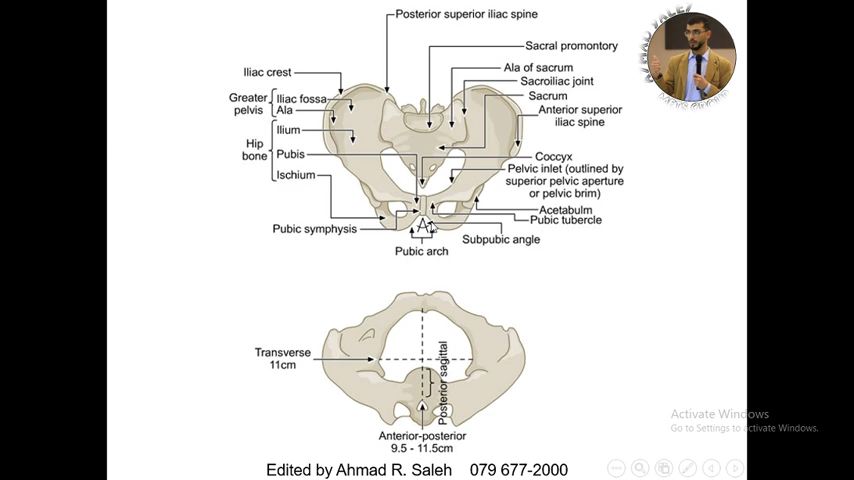 Posterior superior iliac spine
Sacral promontory
Ala of sacrum
Iliac crest
Sacroiliac joint
Sacrum
Greater
pelvis
Iliac fossa
Ala
Anterior superior
iliac spine
Ilium
Hip
bone
Pubis
Ischium
Coccyx
Pelvic inlet (outlined by
superior pelvic aperture
or pelvic brim)
Acetabulm
Pubic tubercle
Pubic symphysis
Subpubic angle
Pubic arch
Transverse
11cm
Posterior sagittal
Anterior-posterior
9.5 - 11.5cm
Activate Windows
Go to Settings to activate Windows.
Edited by Ahmad R. Saleh 079 677-2000